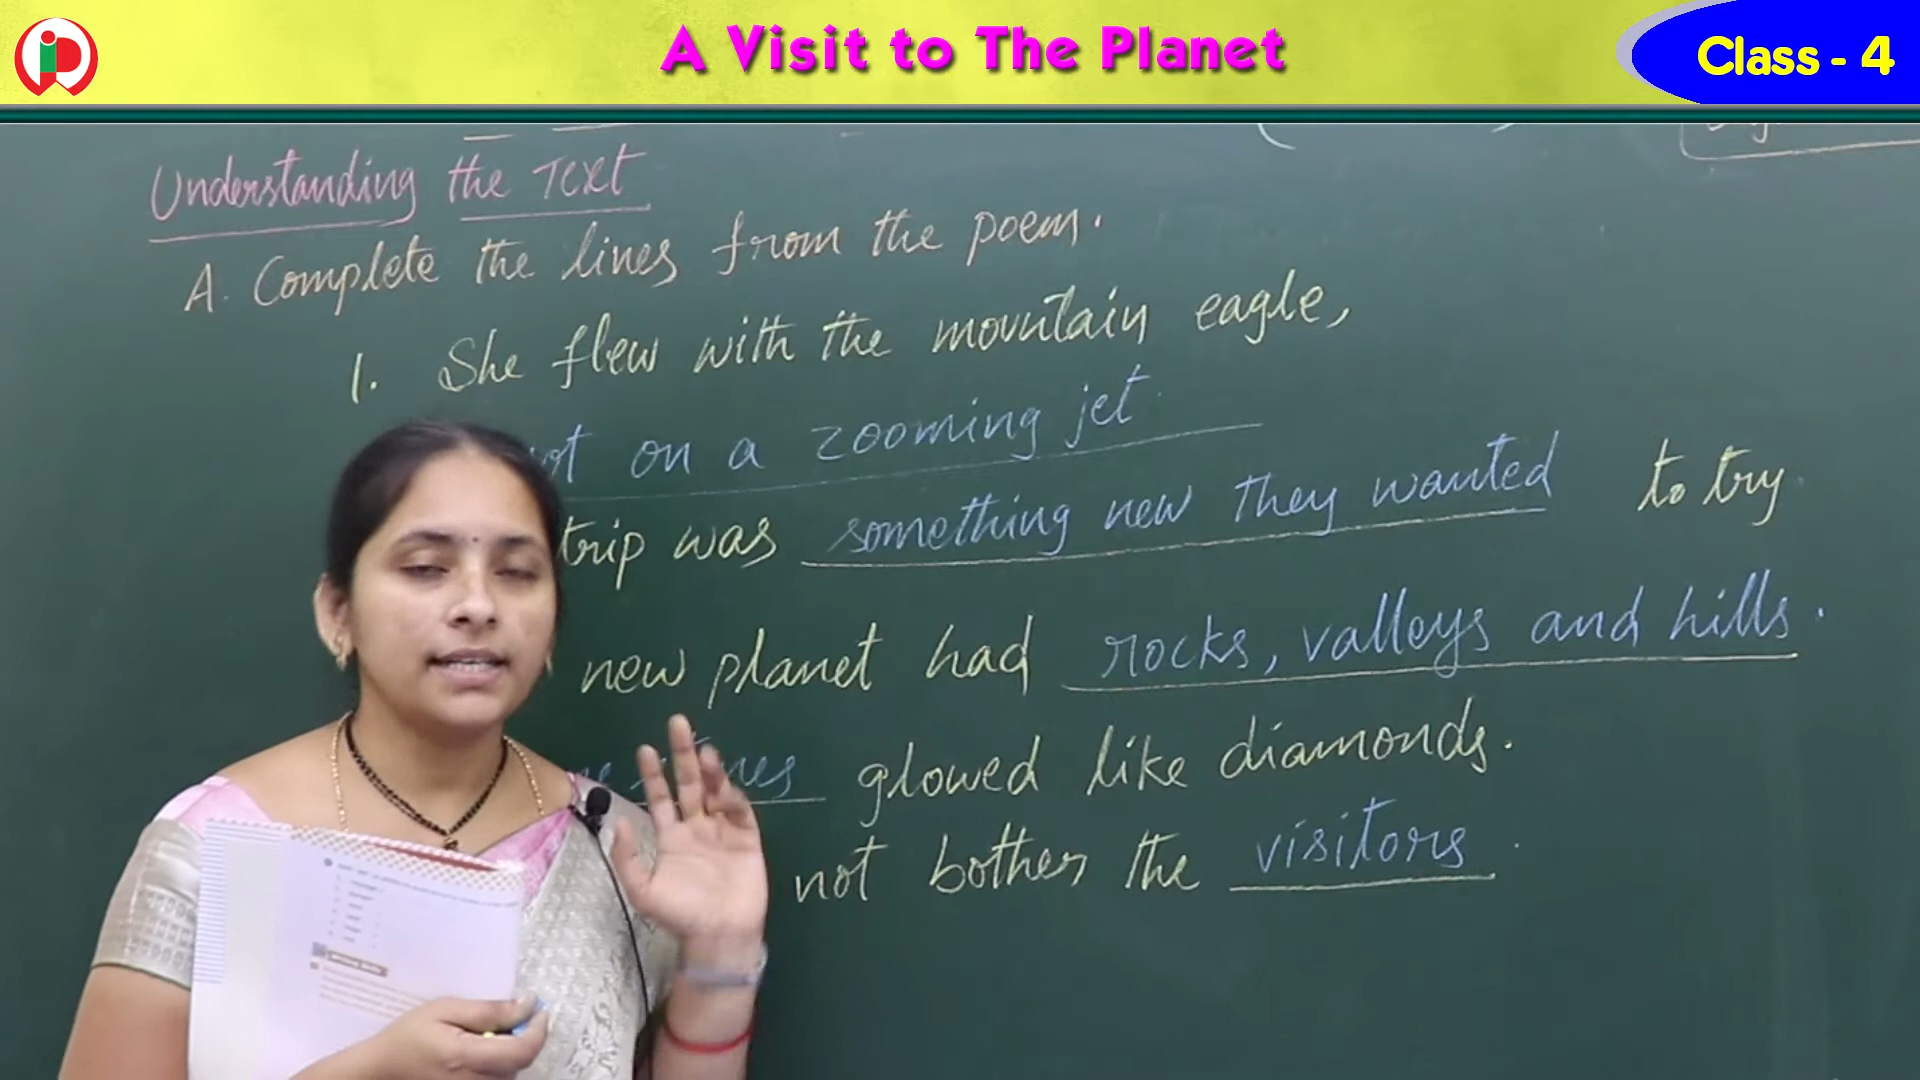 A Visit to The Planet
Class - 4
Understanding the Text
A. Complete the lines from the poem.
1. She flew with the mountain eagle,
on a zooming jet.
trip was something new they wanted to try.
new planet had rocks, valleys and hills.
glowed like diamonds.
not bother the visitors.